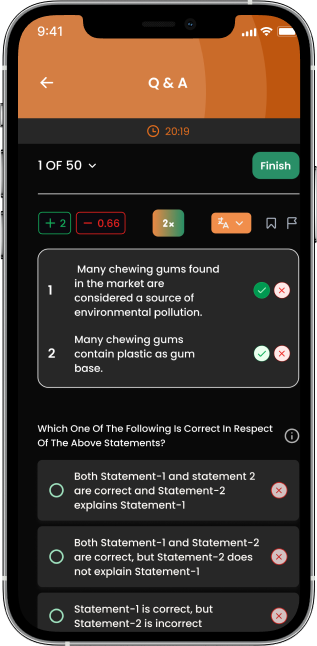 9:41
Q & A
20:19
1 OF 50
Finish
+ 2
− 0.66
2x
Z A
1
Many chewing gums found
in the market are
considered a source of
environmental pollution.
2
Many chewing gums
contain plastic as gum
base.
Which One Of The Following Is Correct In Respect
Of The Above Statements?
Both Statement-1 and statement 2
are correct and Statement-2
explains Statement-1
Both Statement-1 and Statement-2
are correct, but Statement-2 does
not explain Statement-1
Statement-1 is correct, but
Statement-2 is incorrect